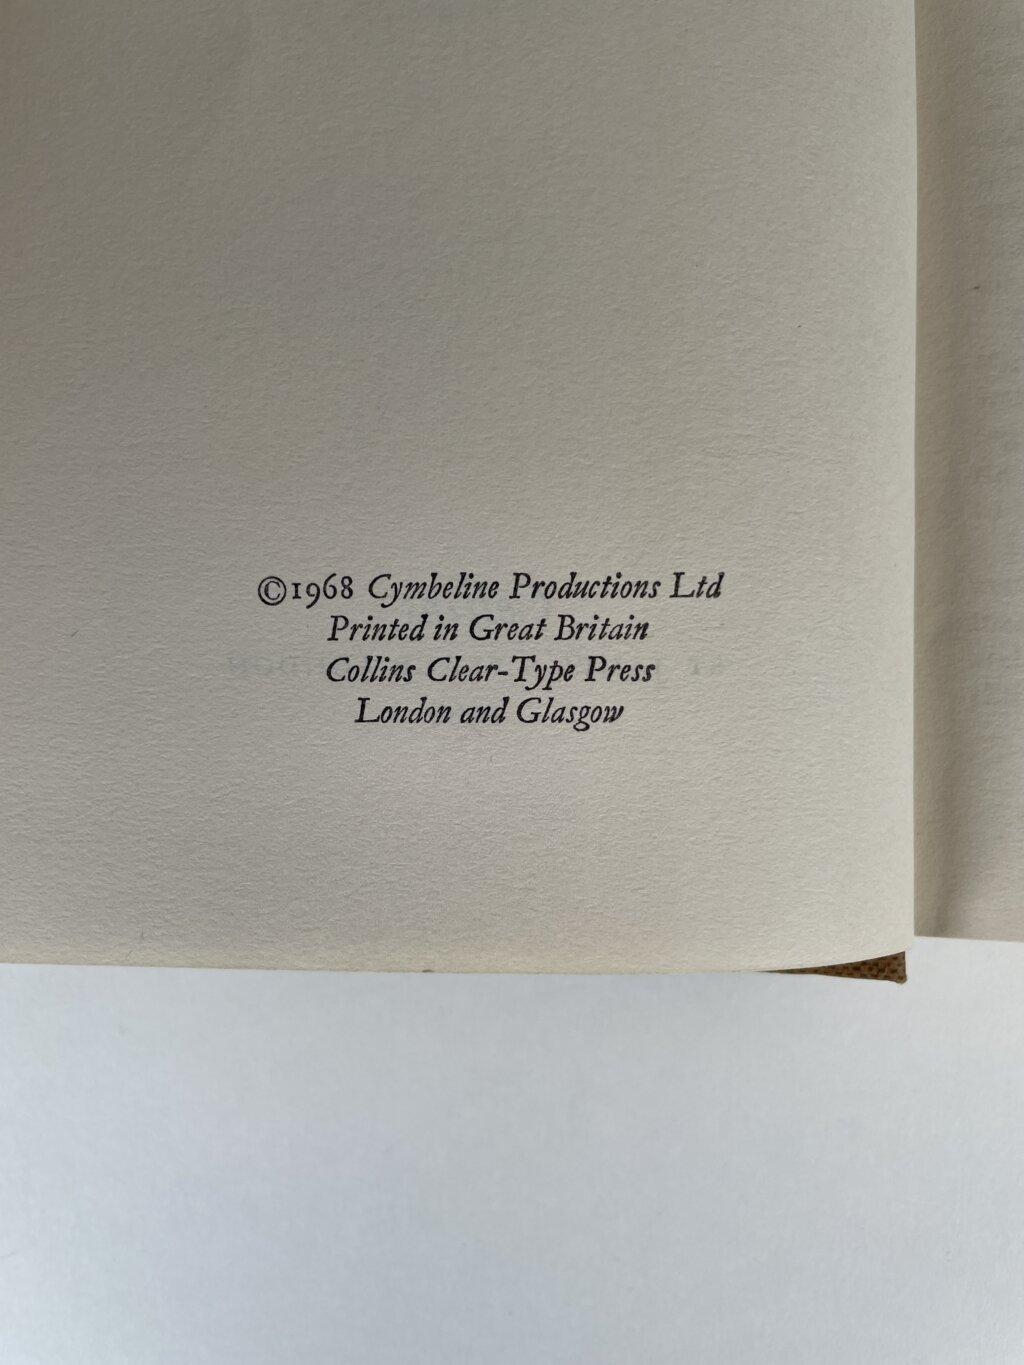 ©1968 Cymbeline Productions Ltd
Printed in Great Britain
Collins Clear-Type Press
London and Glasgow